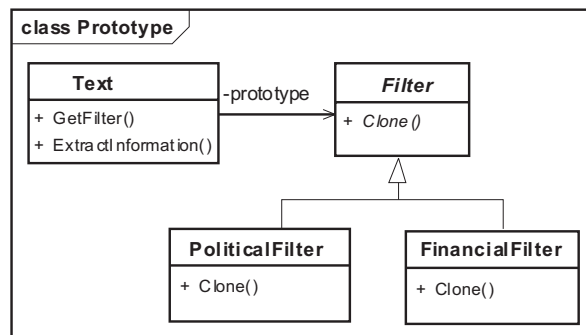 class Prototype
Text
+ GetFilter()
+ ExtractInformation()
-prototype
Filter
+ Clone()
PoliticalFilter
+ Clone()
FinancialFilter
+ Clone()